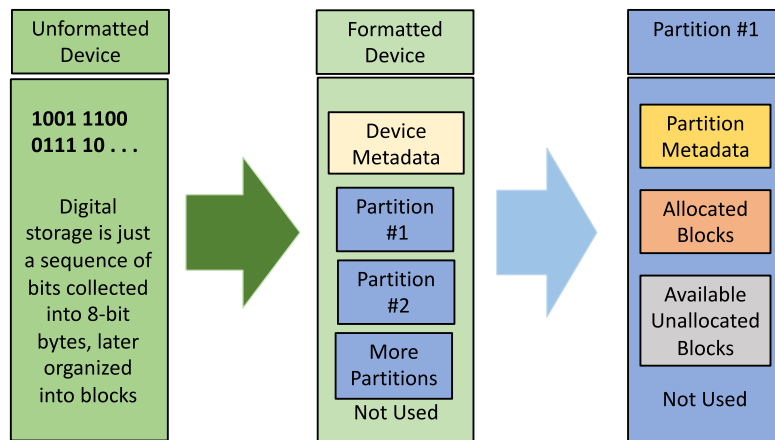 Unformatted
Device
1001 1100
0111 10 . . .
Digital
storage is just
a sequence of
bits collected
into 8-bit
bytes, later
organized
into blocks
Formatted
Device
Device
Metadata
Partition
#1
Partition
#2
More
Partitions
Not Used
Partition #1
Partition
Metadata
Allocated
Blocks
Available
Unallocated
Blocks
Not Used